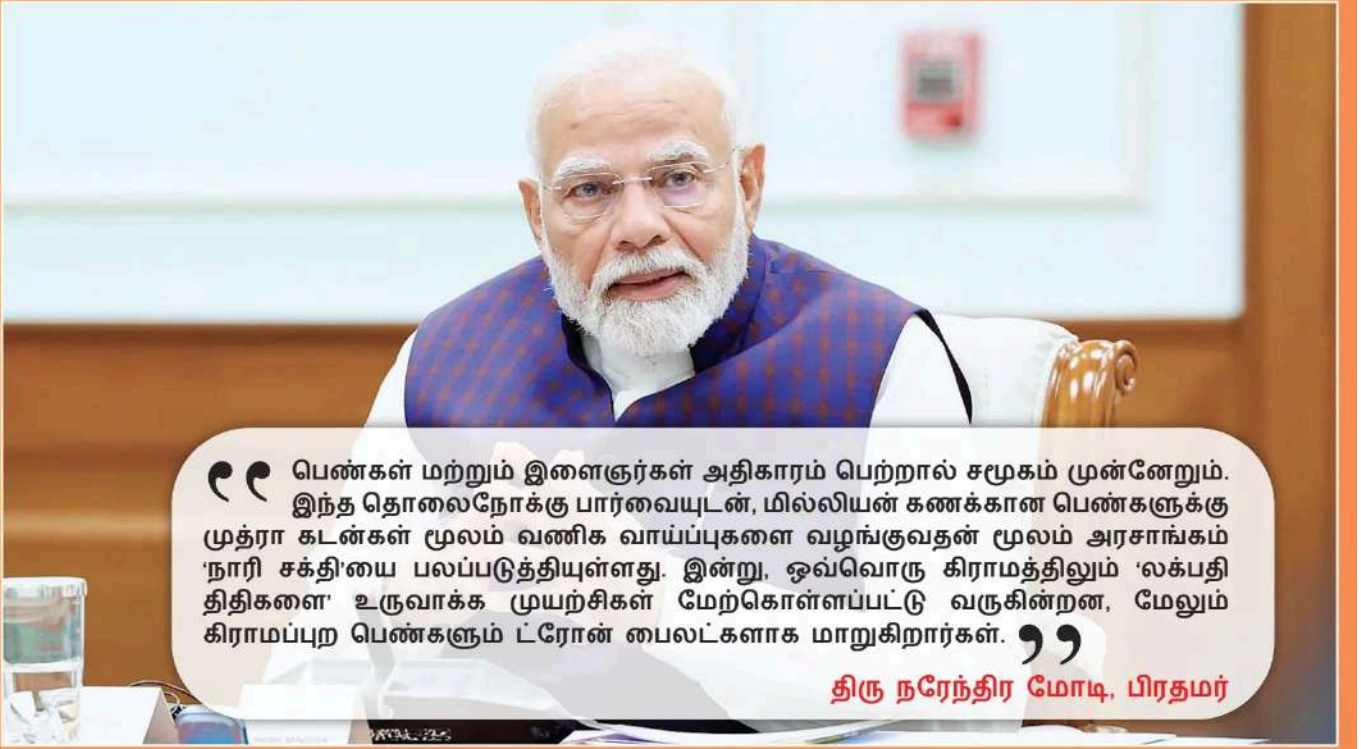 ❛❛ பெண்கள் மற்றும் இளைஞர்கள் அதிகாரம் பெற்றால் சமூகம் முன்னேறும்.
இந்த தொலைநோக்கு பார்வையுடன், மில்லியன் கணக்கான பெண்களுக்கு
முத்ரா கடன்கள் மூலம் வணிக வாய்ப்புகளை வழங்குவதன் மூலம் அரசாங்கம்
‘நாரி சக்தி’யை பலப்படுத்தியுள்ளது. இன்று, ஒவ்வொரு கிராமத்திலும் ‘லக்பதி
திதிகளை’ உருவாக்க முயற்சிகள் மேற்கொள்ளப்பட்டு வருகின்றன, மேலும்
கிராமப்புற பெண்களும் ட்ரோன் பைலட்களாக மாறுகிறார்கள். ❜❜
திரு நரேந்திர மோடி, பிரதமர்